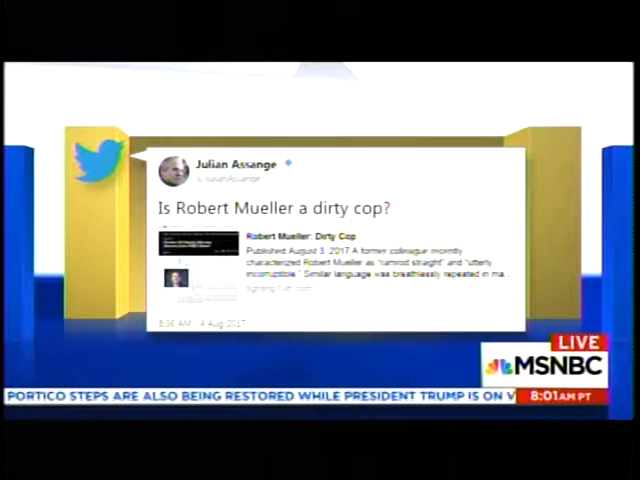 Julian Assange
@JulianAssange
Is Robert Mueller a dirty cop?
Robert Mueller: Dirty Cop
Published August 3, 2017 A former colleague recently
characterized Robert Mueller as "ramrod straight" and "utterly
incorruptible." Similar language was breathlessly repeated in ma...
8:36 AM - 4 Aug 2017
LIVE
MSNBC
PORTICO STEPS ARE ALSO BEING RESTORED WHILE PRESIDENT TRUMP IS ON V
8:01AM PT